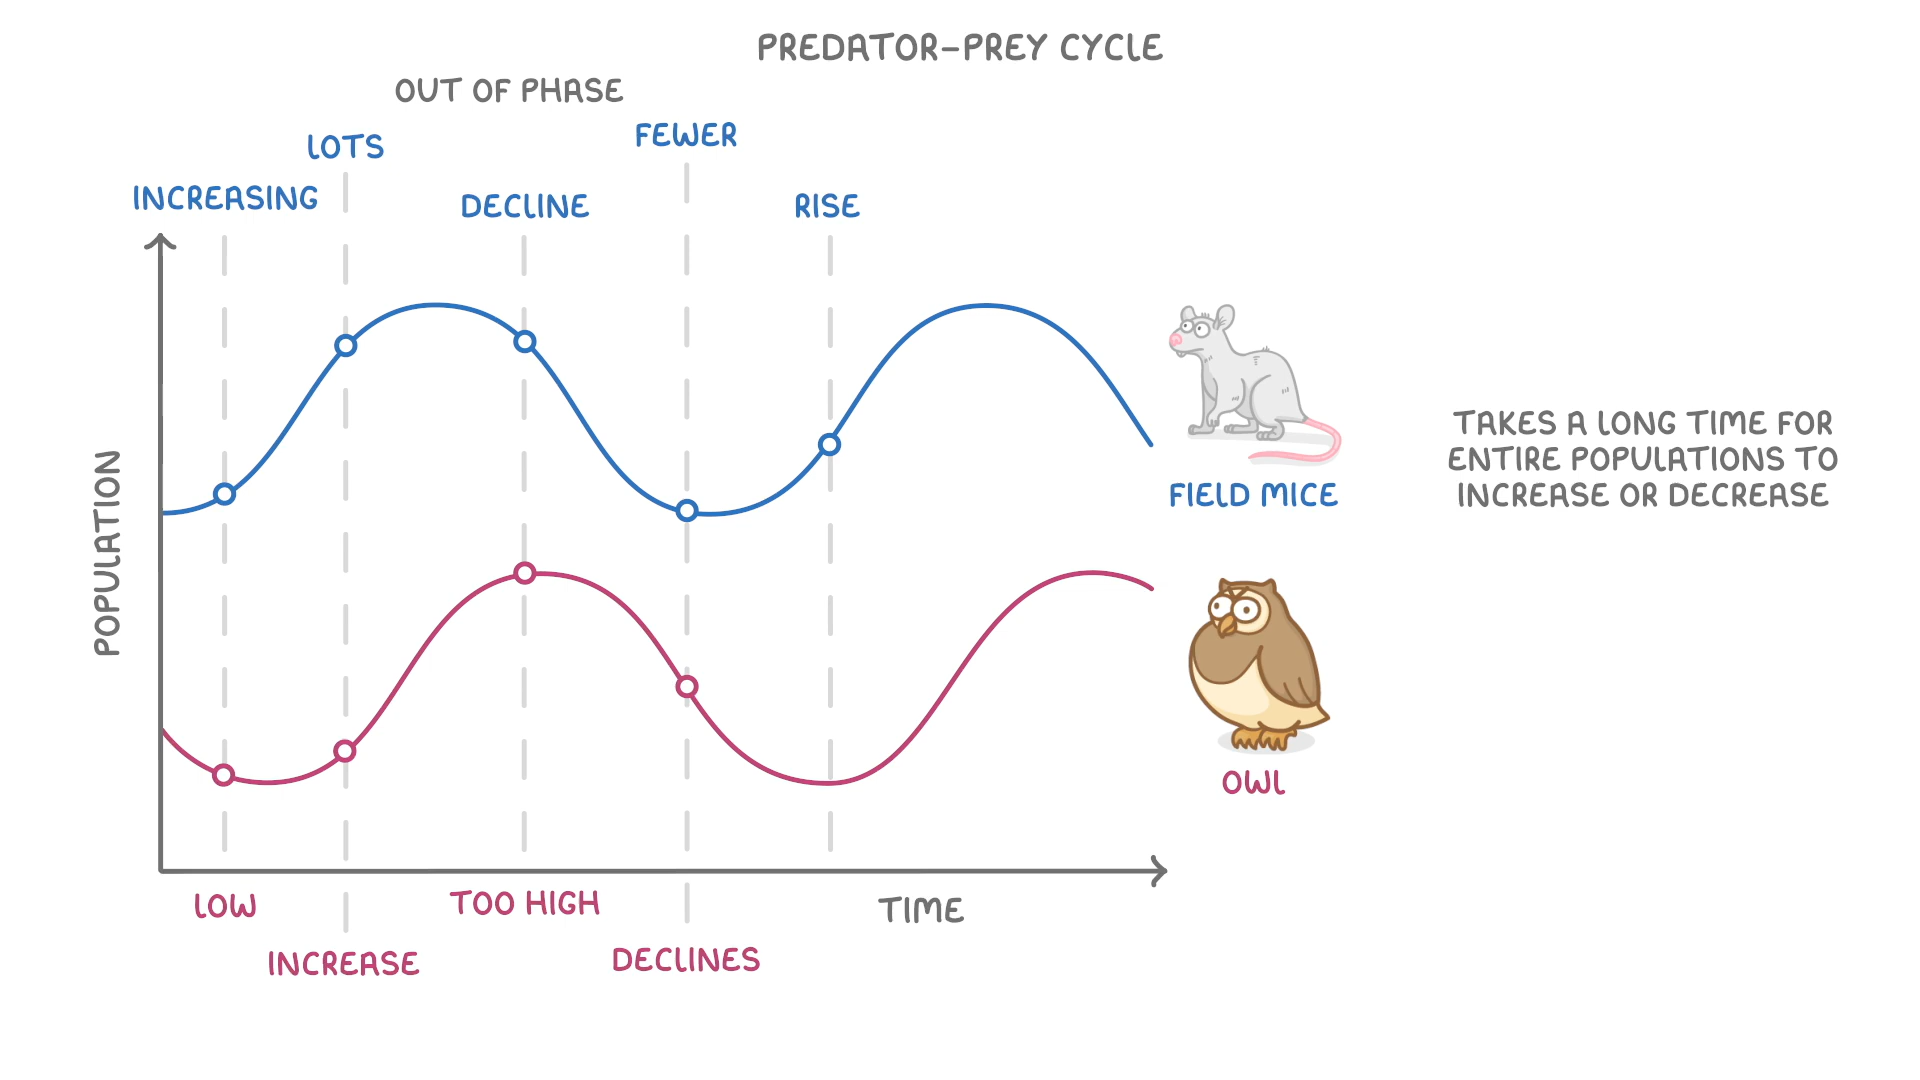 PREDATOR-PREY CYCLE
OUT OF PHASE
INCREASING
LOTS
DECLINE
FEWER
RISE
POPULATION
FIELD MICE
OWL
TAKES A LONG TIME FOR
ENTIRE POPULATIONS TO
INCREASE OR DECREASE
LOW
INCREASE
TOO HIGH
DECLINES
TIME